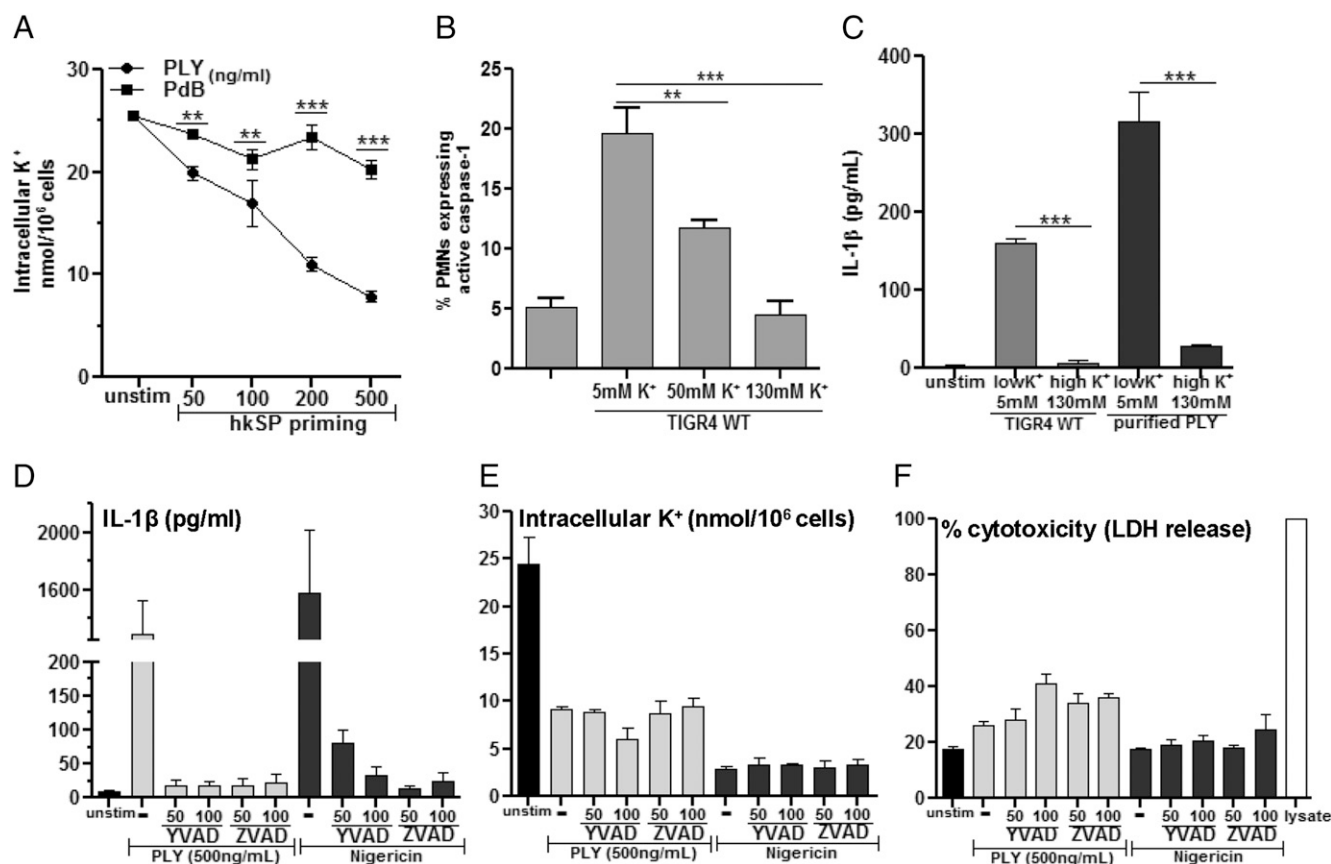 A
PLY (ng/ml)
PdB
30
20
10
0
Intracellular K⁺
nmol/10⁶ cells
** ** *** ***
unstim 50 100 200 500
hkSP priming
B
25
20
15
10
5
0
% PMNs expressing
active caspase-1
***
**
5mM K⁺ 50mM K⁺ 130mM K⁺
TIGR4 WT
C
400
300
200
100
0
IL-1β (pg/mL)
***
***
unstim lowK⁺ high K⁺ lowK⁺ high K⁺
5mM 130mM 5mM 130mM
TIGR4 WT purified PLY
D
IL-1β (pg/ml)
2000
1600
200
150
100
50
0
unstim - 50 100 50 100 - 50 100 50 100
YVAD ZVAD YVAD ZVAD
PLY (500ng/mL) Nigericin
E
Intracellular K⁺ (nmol/10⁶ cells)
30
25
20
15
10
5
0
unstim - 50 100 50 100 - 50 100 50 100
YVAD ZVAD YVAD ZVAD
PLY (500ng/mL) Nigericin
F
% cytotoxicity (LDH release)
100
80
60
40
20
0
unstim - 50 100 50 100 - 50 100 50 100 lysate
YVAD ZVAD YVAD ZVAD
PLY (500ng/mL) Nigericin